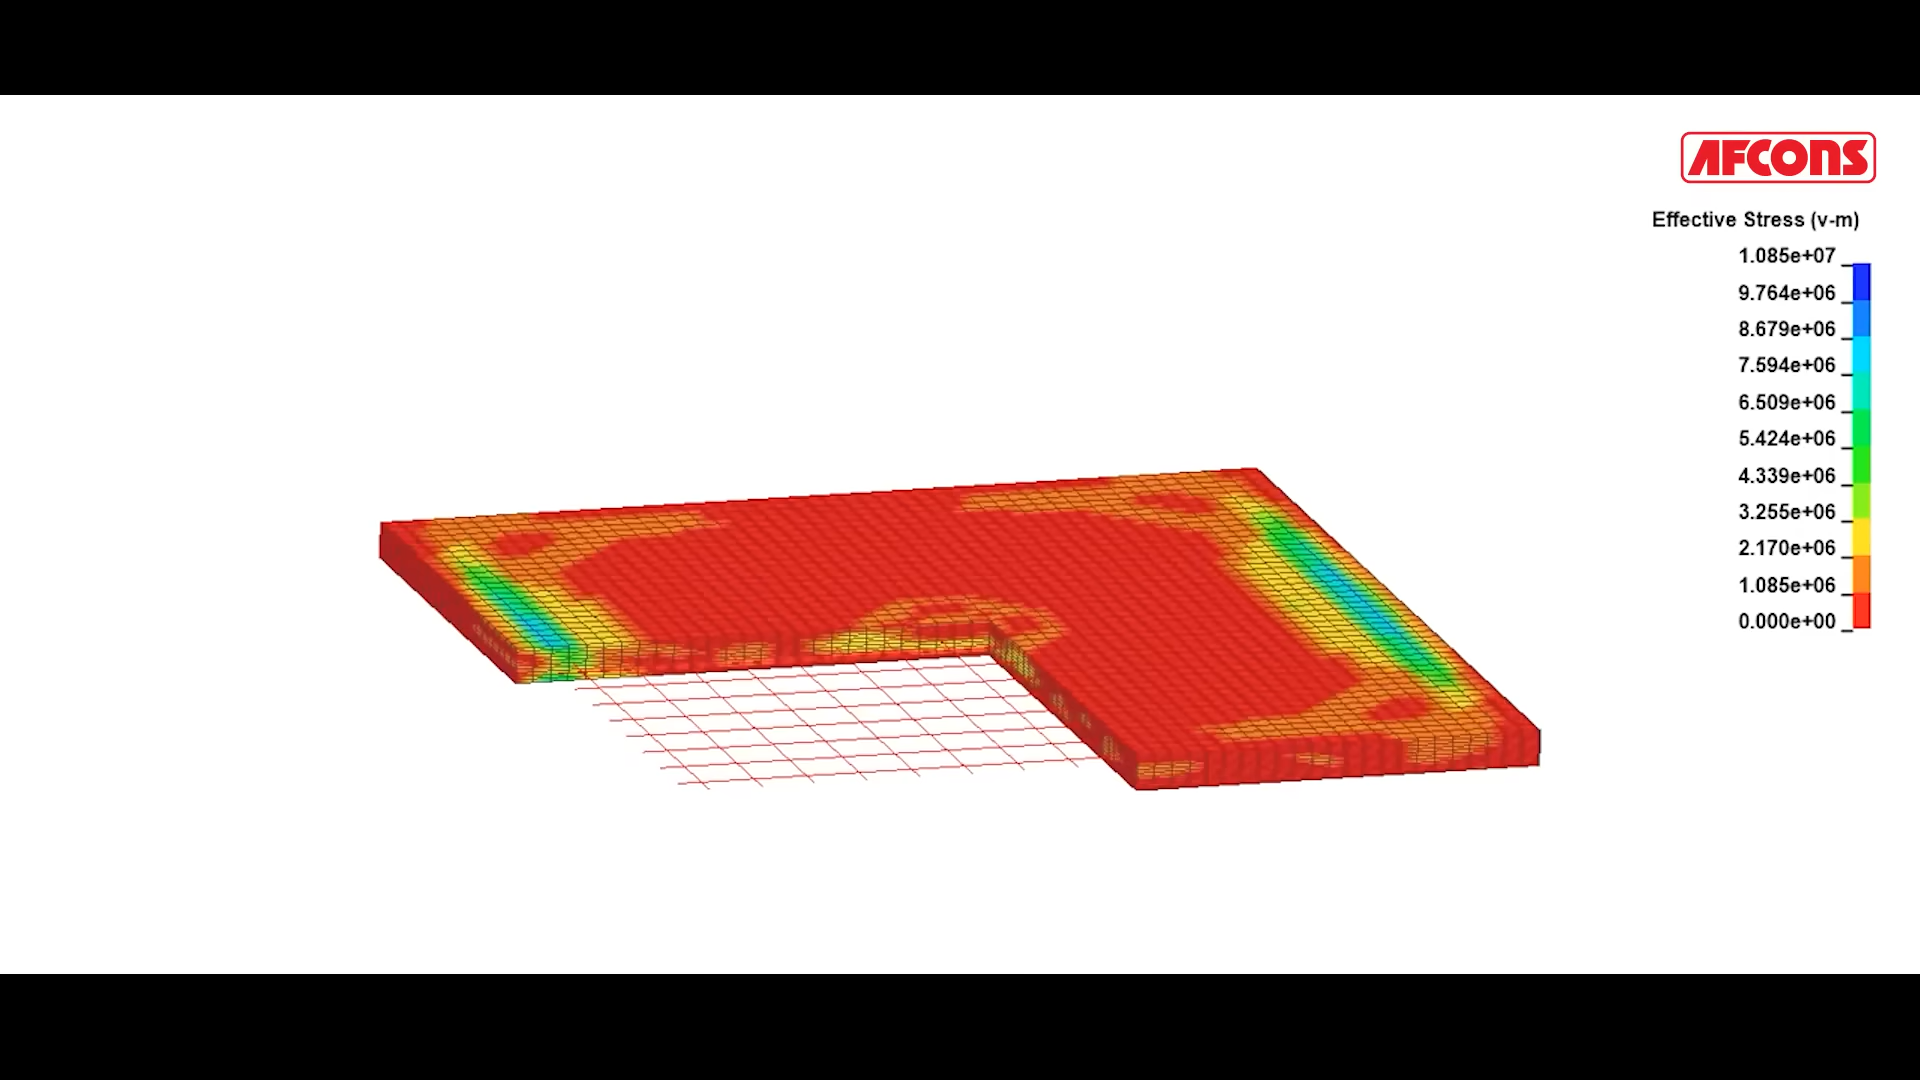 AFCONS
Effective Stress (v-m)
1.085e+07
9.764e+06
8.679e+06
7.594e+06
6.509e+06
5.424e+06
4.339e+06
3.255e+06
2.170e+06
1.085e+06
0.000e+00